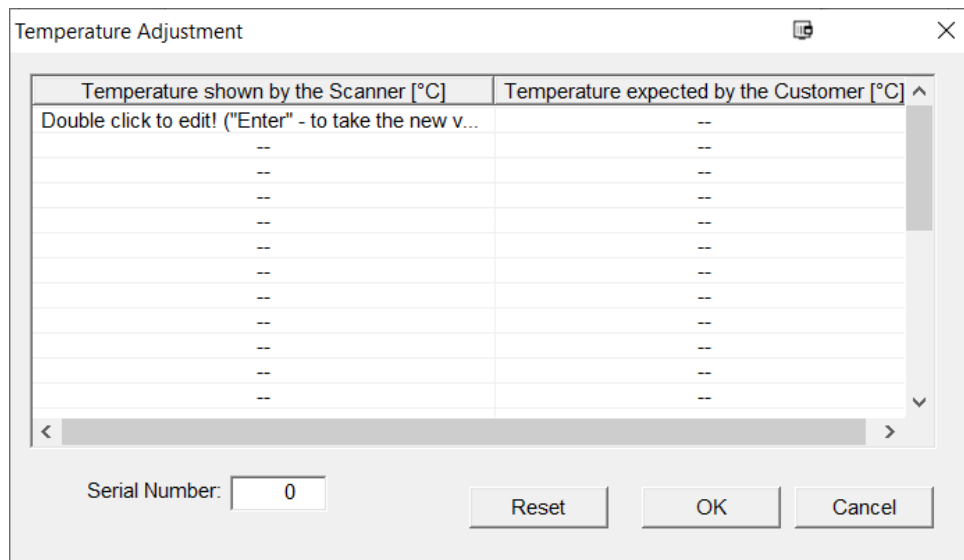 Temperature Adjustment
Temperature shown by the Scanner [°C] Temperature expected by the Customer [°C]
Double click to edit! ("Enter" - to take the new v... --
-- --
-- --
-- --
-- --
-- --
-- --
-- --
-- --
-- --
-- --
-- --
Serial Number: 0
Reset OK Cancel